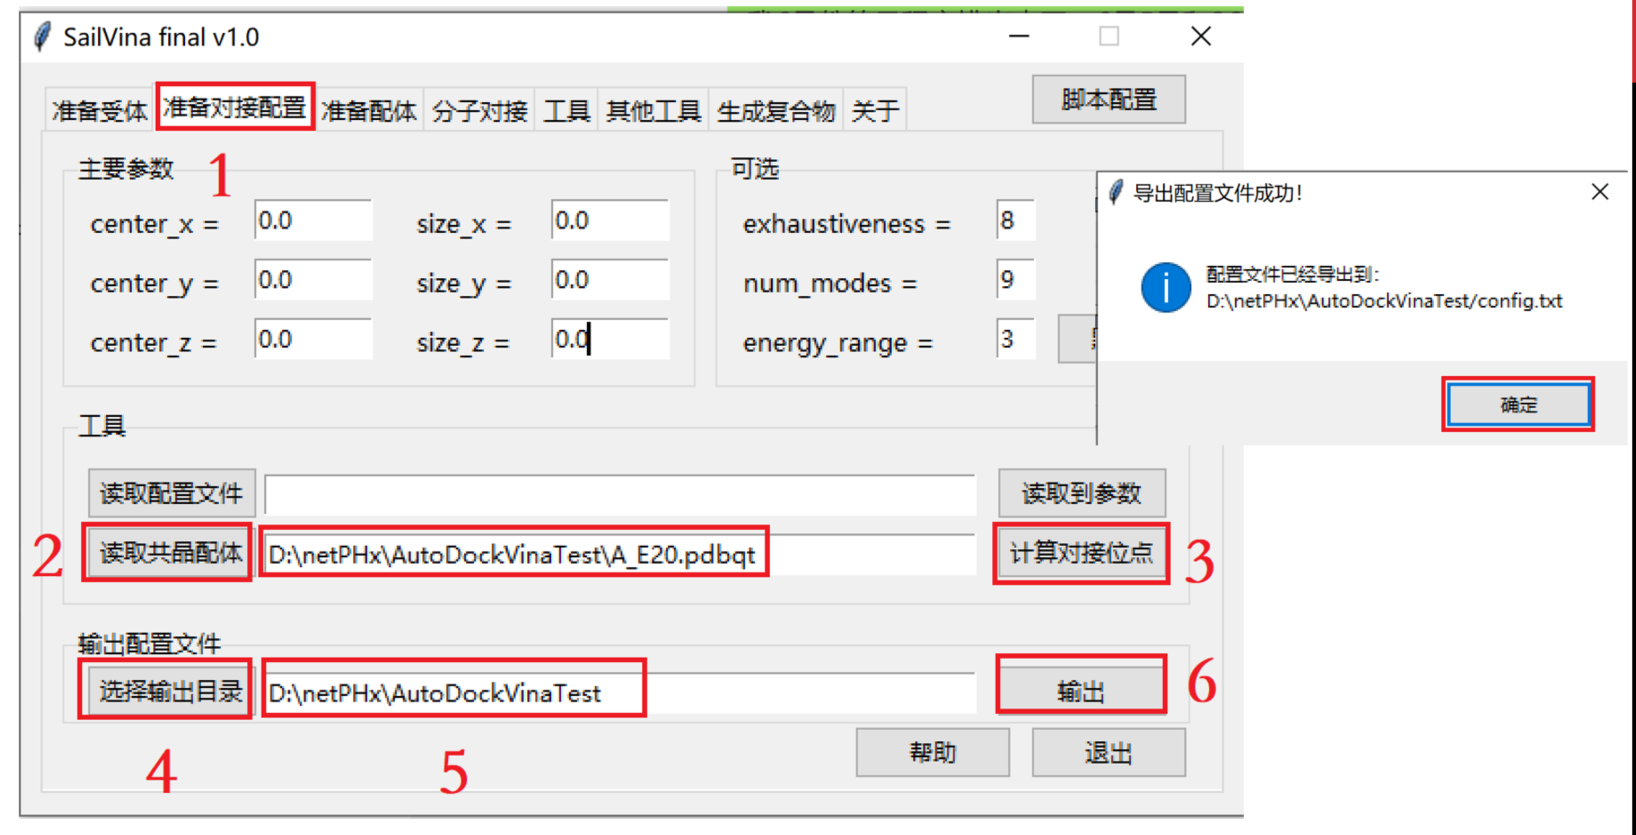 SailVina final v1.0
准备受体 准备对接配置 准备配体 分子对接 工具 其他工具 生成复合物 关于
脚本配置
主要参数
1
center_x = 0.0 size_x = 0.0
center_y = 0.0 size_y = 0.0
center_z = 0.0 size_z = 0.0
可选
exhaustiveness = 8
num_modes = 9
energy_range = 3
导出配置文件成功!
配置文件已经导出到:
D:\netPHx\AutoDockVinaTest/config.txt
确定
工具
读取配置文件 读取到参数
2 读取共晶配体 D:\netPHx\AutoDockVinaTest\A_E20.pdbqt 计算对接位点 3
输出配置文件
选择输出目录 D:\netPHx\AutoDockVinaTest 输出 6
4 5
帮助 退出